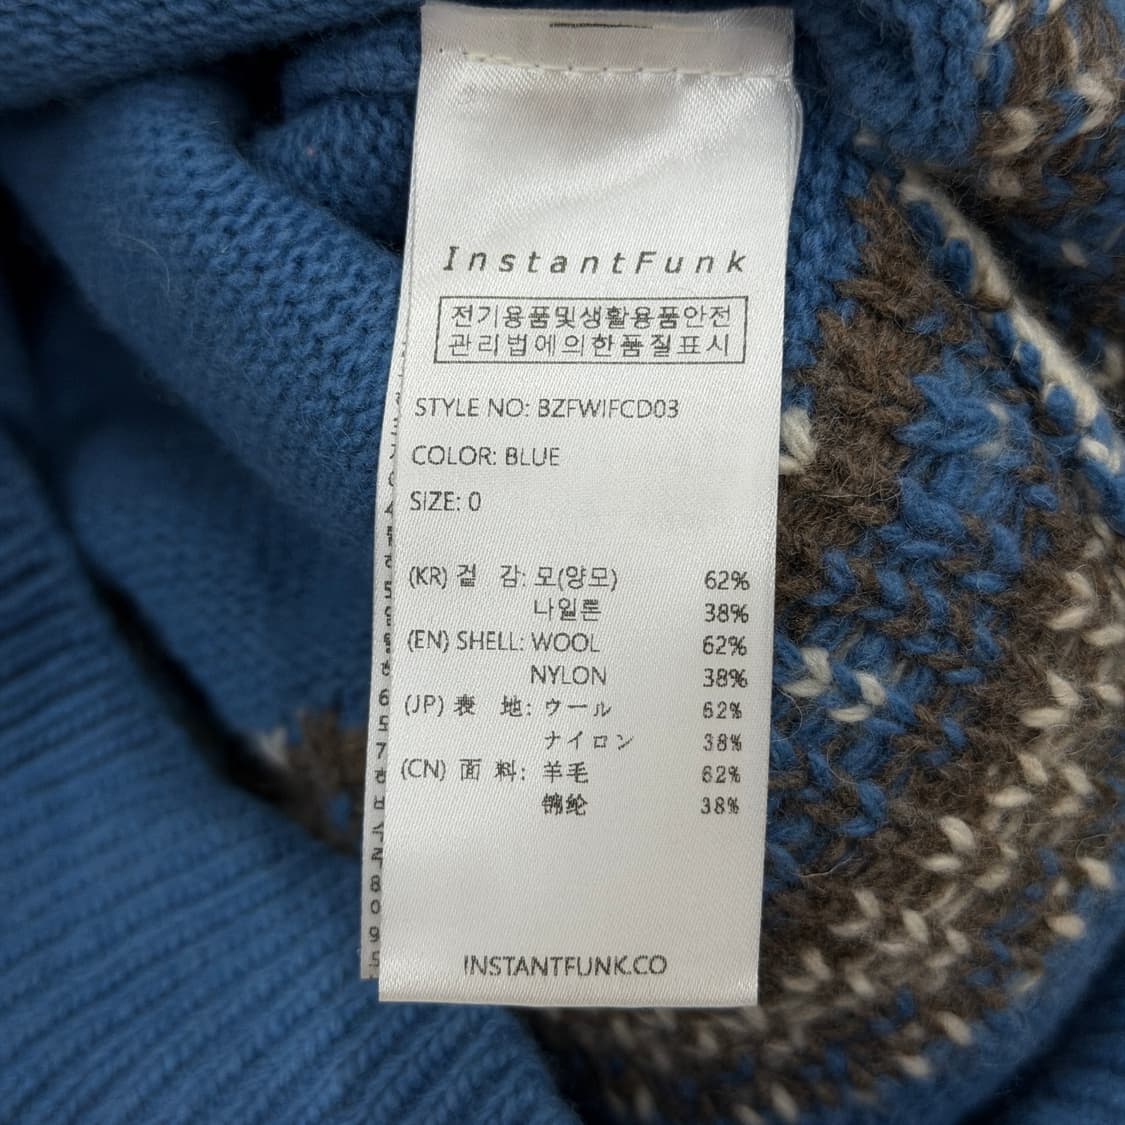 InstantFunk
전기용품및생활용품안전
관리법에의한품질표시
STYLE NO: BZFWIFCD03
COLOR: BLUE
SIZE: 0
(KR) 겉 감: 모(양모) 62%
나일론 38%
(EN) SHELL: WOOL 62%
NYLON 38%
(JP) 表 地: ウール 62%
ナイロン 38%
(CN) 面 料: 羊毛 62%
锦纶 38%
INSTANTFUNK.CO